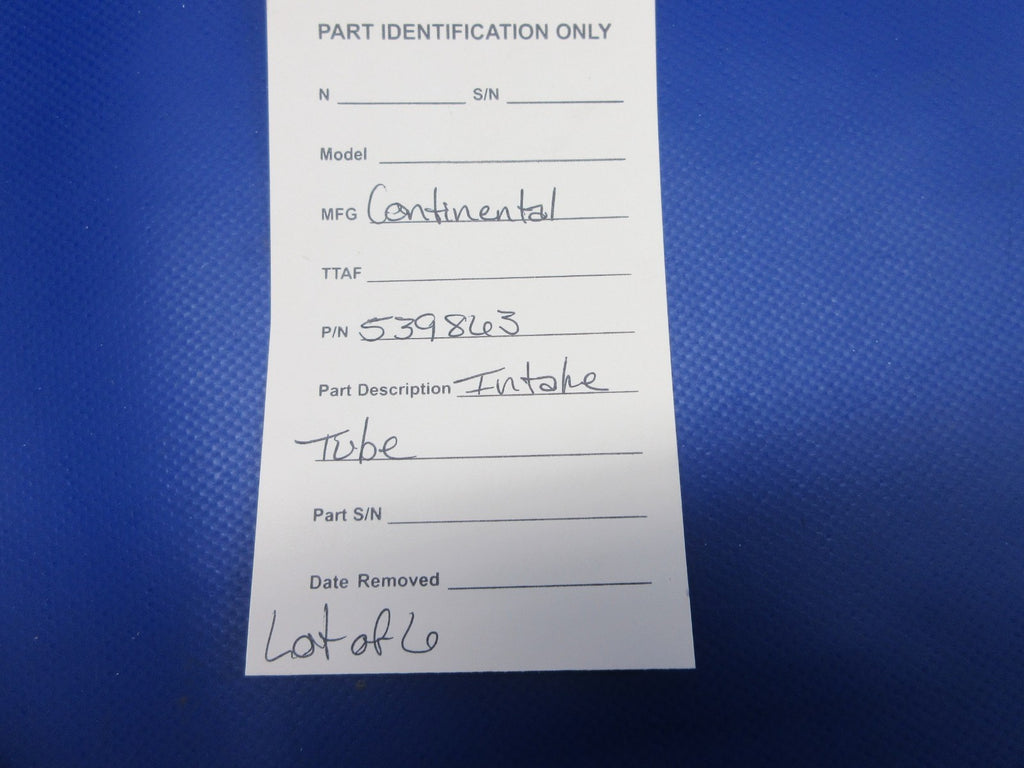 PART IDENTIFICATION ONLY
N S/N
Model
MFG Continental
TTAF
P/N 539863
Part Description Intake
Tube
Part S/N
Date Removed
Lot of 6